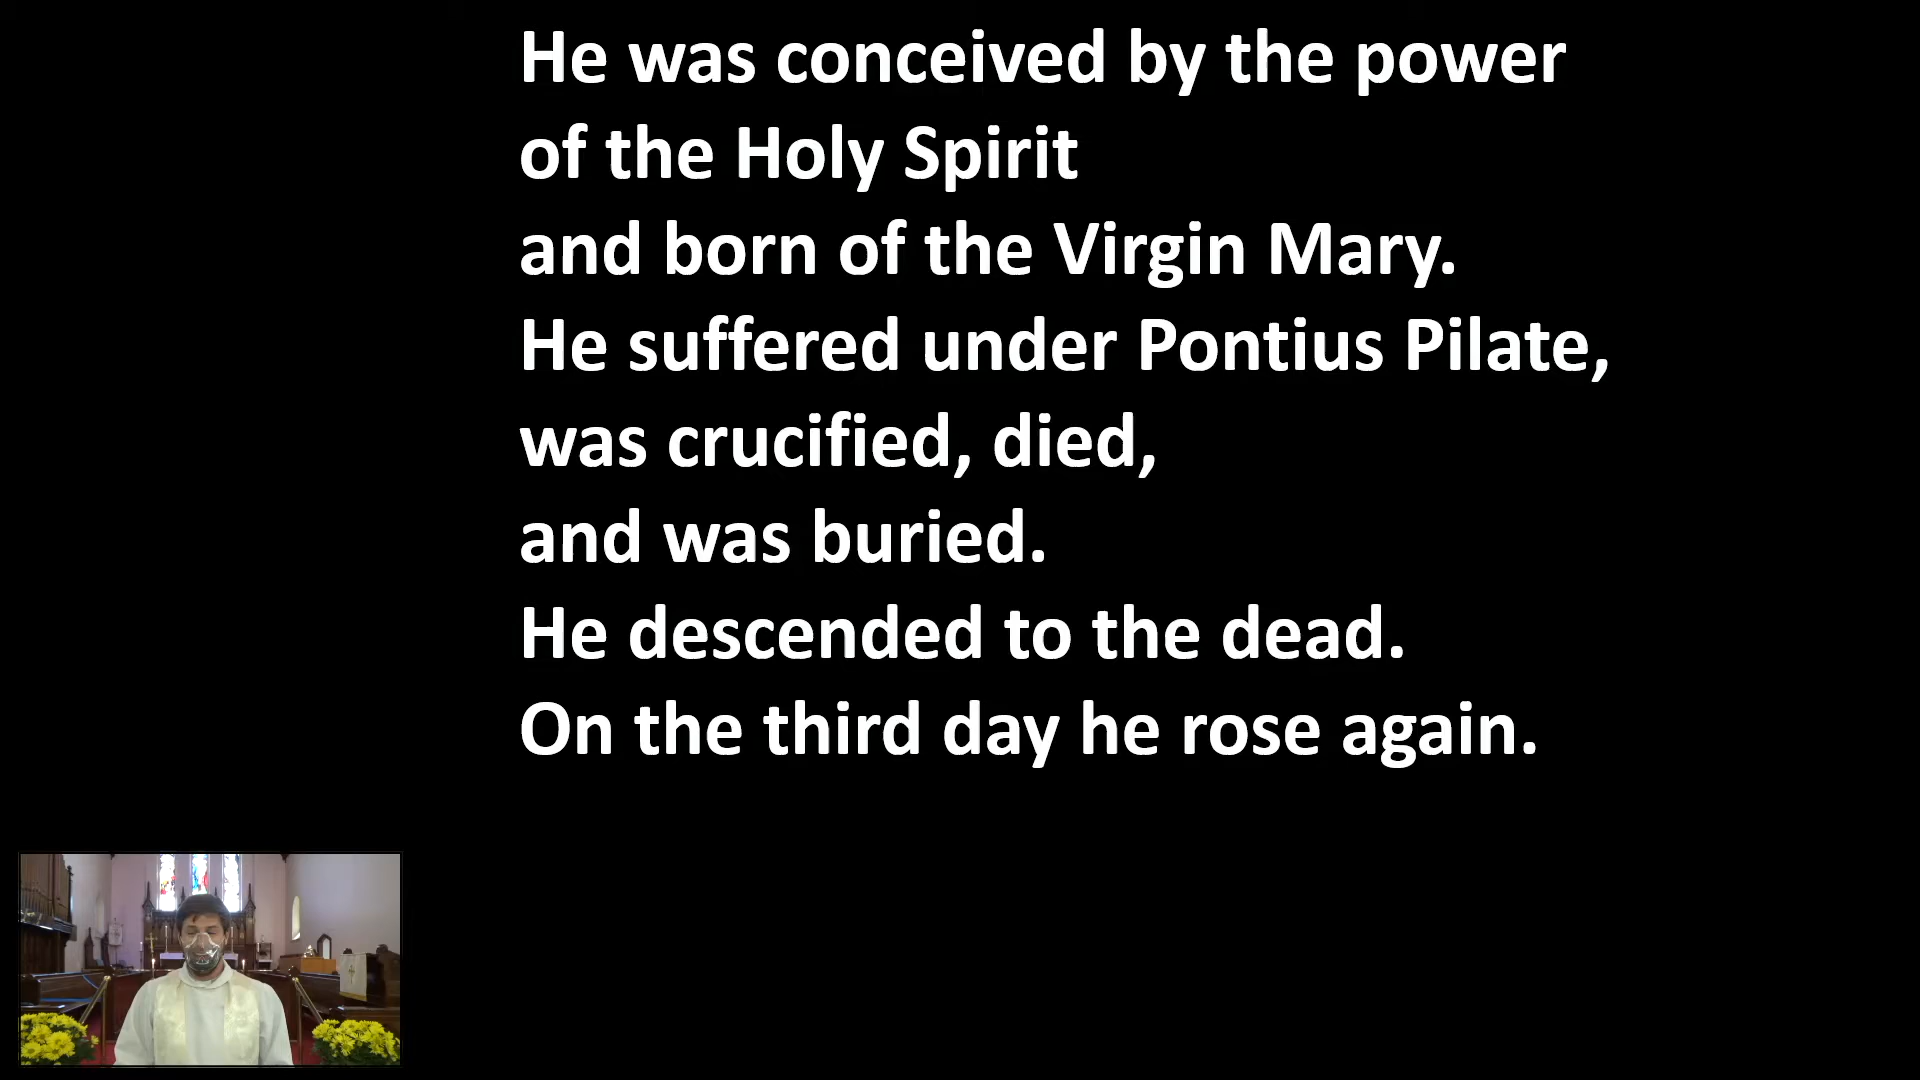 He was conceived by the power
of the Holy Spirit
and born of the Virgin Mary.
He suffered under Pontius Pilate,
was crucified, died,
and was buried.
He descended to the dead.
On the third day he rose again.